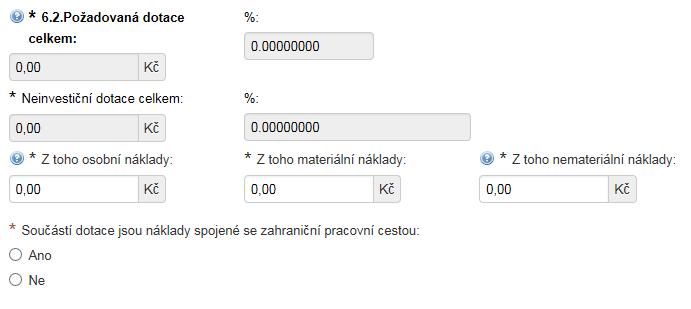 * 6.2.Požadovaná dotace
celkem:
%:
0,00 Kč
0.00000000
* Neinvestiční dotace celkem:
%:
0,00 Kč
0.00000000
* Z toho osobní náklady:
* Z toho materiální náklady:
* Z toho nemateriální náklady:
0,00 Kč
0,00 Kč
0,00 Kč
* Součástí dotace jsou náklady spojené se zahraniční pracovní cestou:
Ano
Ne